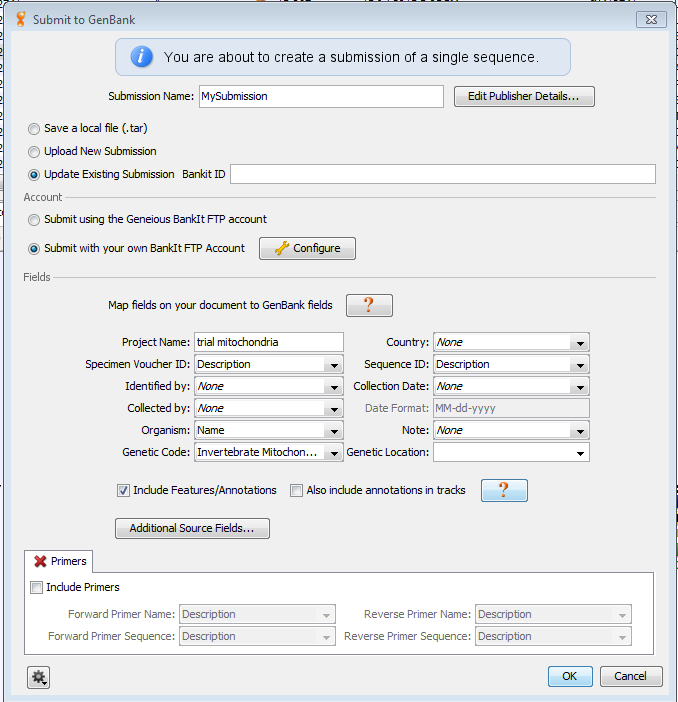 Submit to GenBank
You are about to create a submission of a single sequence.
Submission Name: MySubmission Edit Publisher Details...
Save a local file (.tar)
Upload New Submission
Update Existing Submission Bankit ID
Account
Submit using the Geneious BankIt FTP account
Submit with your own BankIt FTP Account Configure
Fields
Map fields on your document to GenBank fields ?
Project Name: trial mitochondria Country: None
Specimen Voucher ID: Description Sequence ID: Description
Identified by: None Collection Date: None
Collected by: None Date Format: MM-dd-yyyy
Organism: Name Note: None
Genetic Code: Invertebrate Mitochon... Genetic Location:
Include Features/Annotations Also include annotations in tracks ?
Additional Source Fields...
Primers
Include Primers
Forward Primer Name: Description Reverse Primer Name: Description
Forward Primer Sequence: Description Reverse Primer Sequence: Description
OK Cancel